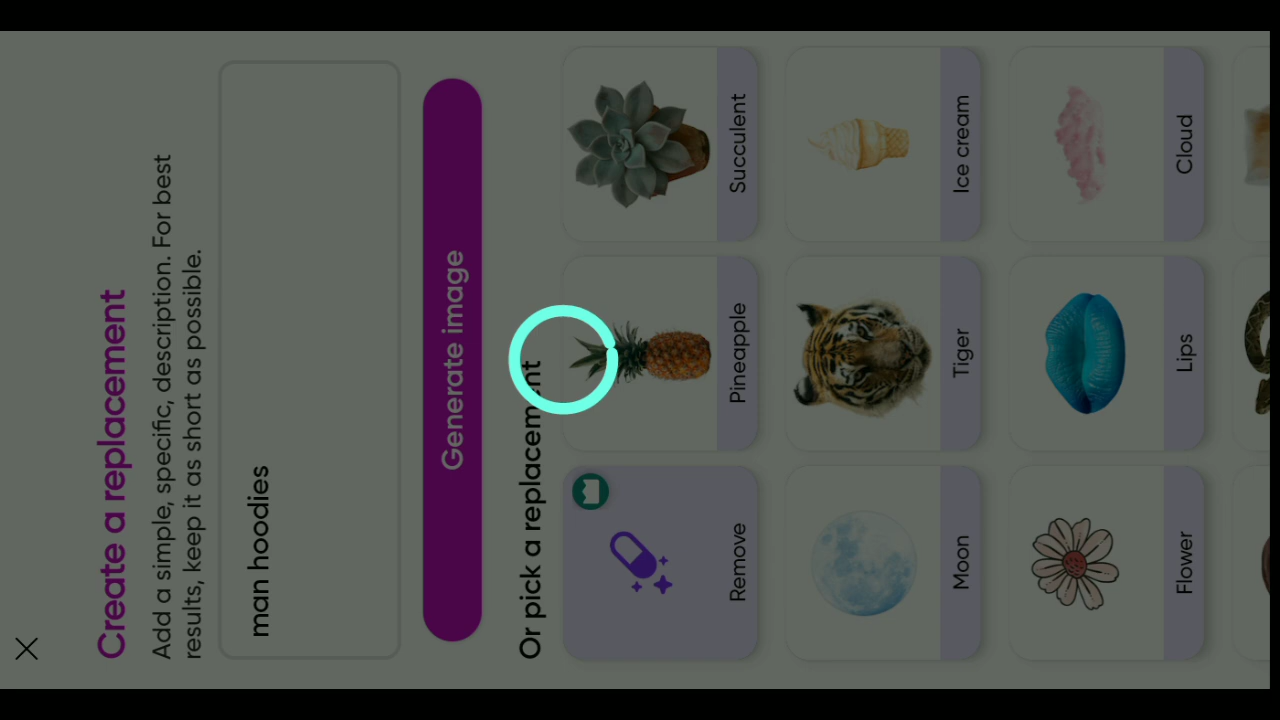 Create a replacement
Add a simple, specific, description. For best
results, keep it as short as possible.
man hoodies
Generate image
Or pick a replacement
Remove
Pineapple
Succulent
Moon
Tiger
Ice cream
Flower
Lips
Cloud